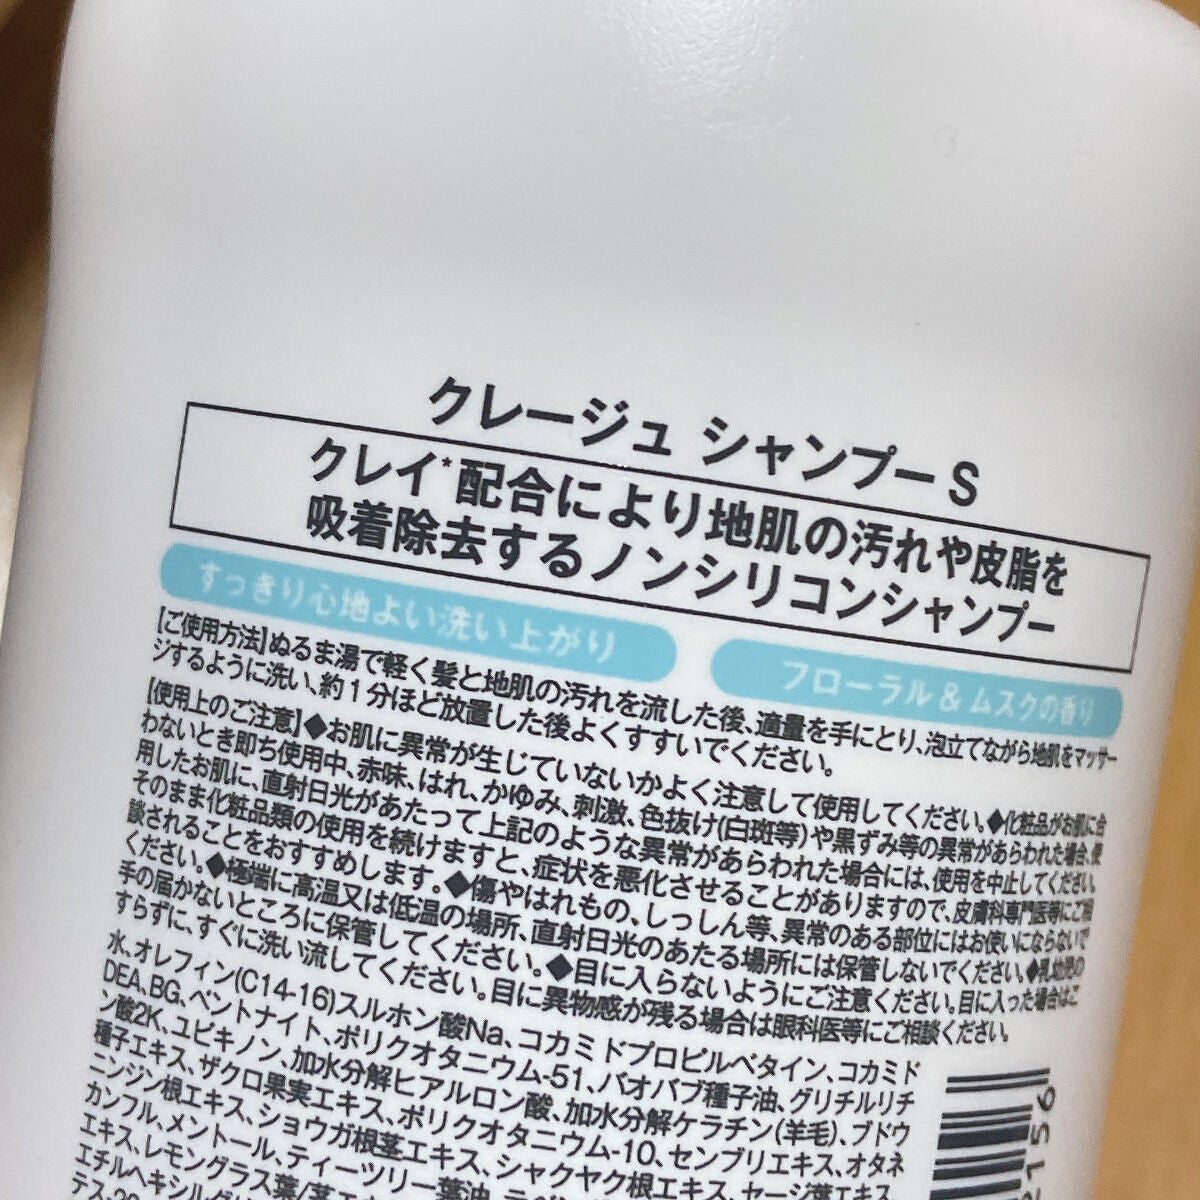 クレージュ シャンプー S
クレイ*配合により地肌の汚れや皮脂を
吸着除去するノンシリコンシャンプー
すっきり心地よい洗い上がり
フローラル & ムスクの香り
【ご使用方法】ぬるま湯で軽く髪と地肌の汚れを流した後、適量を手にとり、泡立てながら地肌をマッサー
ジするように洗い、約1分ほど放置した後よくすすいでください。
【使用上のご注意】◆お肌に異常が生じていないかよく注意して使用してください。◆化粧品がお肌に合
わないとき即ち使用中、赤味、はれ、かゆみ、刺激、色抜け(白斑等)や黒ずみ等の異常があらわれた場合、使
用したお肌に、直射日光があたって上記のような異常があらわれた場合には、使用を中止してください。
そのまま化粧品類の使用を続けますと、症状を悪化させることがありますので、皮膚科専門医等にご相
談されることをおすすめします。◆傷やはれもの、しっしん等、異常のある部位にはお使いにならないで
ください。◆極端に高温又は低温の場所、直射日光のあたる場所には保管しないでください。◆乳幼児の
手の届かないところに保管してください。◆目に入らないようにご注意ください。目に入った場合はこ
すらずに、すぐに洗い流してください。目に異物感が残る場合は眼科医等にご相談ください。
水、オレフィン(C14-16)スルホン酸Na、コカミドプロピルベタイン、コカミド
DEA、BG、ベントナイト、ポリクオタニウム-51、バオバブ種子油、グリチルリチ
ン酸2K、ユビキノン、加水分解ヒアルロン酸、加水分解ケラチン(羊毛)、ブドウ
種子エキス、ザクロ果実エキス、ポリクオタニウム-10、センブリエキス、オタネ
ニンジン根エキス、ショウガ根茎エキス、シャクヤク根エキス、セージ葉エキス、
カンフル、メントール、ティーツリー葉油、
エキス、レモングラス葉/茎エキス
エチルヘキシルグリ